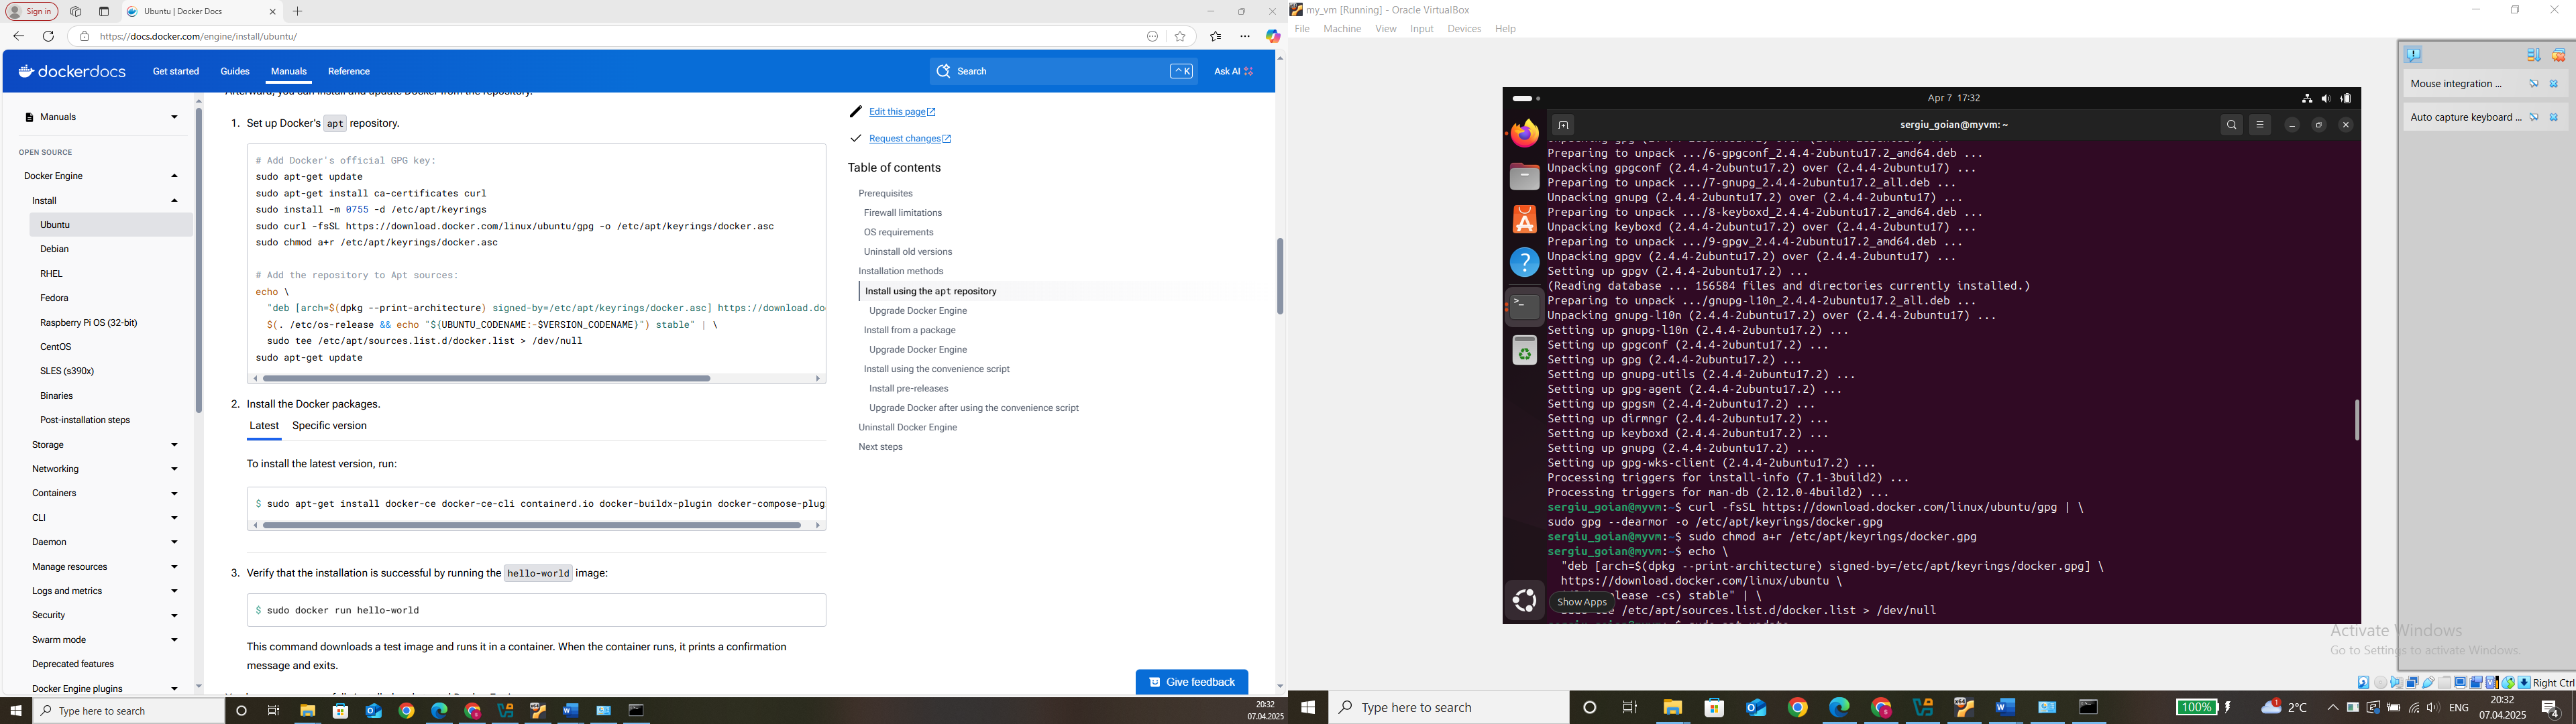 Sign in
Ubuntu | Docker Docs
https://docs.docker.com/engine/install/ubuntu/
dockerdocs
Get started
Guides
Manuals
Reference
Search
^ K
Ask AI
Manuals
OPEN SOURCE
Docker Engine
Install
Ubuntu
Debian
RHEL
Fedora
Raspberry Pi OS (32-bit)
CentOS
SLES (s390x)
Binaries
Post-installation steps
Storage
Networking
Containers
CLI
Daemon
Manage resources
Logs and metrics
Security
Swarm mode
Deprecated features
Docker Engine plugins
Afterward, you can install and update Docker from the repository.
1. Set up Docker's apt repository.
# Add Docker's official GPG key:
sudo apt-get update
sudo apt-get install ca-certificates curl
sudo install -m 0755 -d /etc/apt/keyrings
sudo curl -fsSL https://download.docker.com/linux/ubuntu/gpg -o /etc/apt/keyrings/docker.asc
sudo chmod a+r /etc/apt/keyrings/docker.asc
# Add the repository to Apt sources:
echo \
"deb [arch=$(dpkg --print-architecture) signed-by=/etc/apt/keyrings/docker.asc] https://download.do
$(. /etc/os-release && echo "${UBUNTU_CODENAME:-$VERSION_CODENAME}") stable" | \
sudo tee /etc/apt/sources.list.d/docker.list > /dev/null
sudo apt-get update
2. Install the Docker packages.
Latest Specific version
To install the latest version, run:
$ sudo apt-get install docker-ce docker-ce-cli containerd.io docker-buildx-plugin docker-compose-plug
3. Verify that the installation is successful by running the hello-world image:
$ sudo docker run hello-world
This command downloads a test image and runs it in a container. When the container runs, it prints a confirmation
message and exits.
Edit this page
Request changes
Table of contents
Prerequisites
Firewall limitations
OS requirements
Uninstall old versions
Installation methods
Install using the apt repository
Upgrade Docker Engine
Install from a package
Upgrade Docker Engine
Install using the convenience script
Install pre-releases
Upgrade Docker after using the convenience script
Uninstall Docker Engine
Next steps
Give feedback
Type here to search
20:32
07.04.2025
my_vm [Running] - Oracle VirtualBox
File Machine View Input Devices Help
Mouse integration ...
Auto capture keyboard ...
Apr 7 17:32
sergiu_goian@myvm: ~
Preparing to unpack .../6-gpgconf_2.4.4-2ubuntu17.2_amd64.deb ...
Unpacking gpgconf (2.4.4-2ubuntu17.2) over (2.4.4-2ubuntu17) ...
Preparing to unpack .../7-gnupg_2.4.4-2ubuntu17.2_all.deb ...
Unpacking gnupg (2.4.4-2ubuntu17.2) over (2.4.4-2ubuntu17) ...
Preparing to unpack .../8-keyboxd_2.4.4-2ubuntu17.2_amd64.deb ...
Unpacking keyboxd (2.4.4-2ubuntu17.2) over (2.4.4-2ubuntu17) ...
Preparing to unpack .../9-gpgv_2.4.4-2ubuntu17.2_amd64.deb ...
Unpacking gpgv (2.4.4-2ubuntu17.2) over (2.4.4-2ubuntu17) ...
Setting up gpgv (2.4.4-2ubuntu17.2) ...
(Reading database ... 156584 files and directories currently installed.)
Preparing to unpack .../gnupg-l10n_2.4.4-2ubuntu17.2_all.deb ...
Unpacking gnupg-l10n (2.4.4-2ubuntu17.2) over (2.4.4-2ubuntu17) ...
Setting up gnupg-l10n (2.4.4-2ubuntu17.2) ...
Setting up gpgconf (2.4.4-2ubuntu17.2) ...
Setting up gpg (2.4.4-2ubuntu17.2) ...
Setting up gnupg-utils (2.4.4-2ubuntu17.2) ...
Setting up gpg-agent (2.4.4-2ubuntu17.2) ...
Setting up gpgsm (2.4.4-2ubuntu17.2) ...
Setting up dirmngr (2.4.4-2ubuntu17.2) ...
Setting up keyboxd (2.4.4-2ubuntu17.2) ...
Setting up gnupg (2.4.4-2ubuntu17.2) ...
Setting up gpg-wks-client (2.4.4-2ubuntu17.2) ...
Processing triggers for install-info (7.1-3build2) ...
Processing triggers for man-db (2.12.0-4build2) ...
sergiu_goian@myvm:~$ curl -fsSL https://download.docker.com/linux/ubuntu/gpg | \
sudo gpg --dearmor -o /etc/apt/keyrings/docker.gpg
sergiu_goian@myvm:~$ sudo chmod a+r /etc/apt/keyrings/docker.gpg
sergiu_goian@myvm:~$ echo \
"deb [arch=$(dpkg --print-architecture) signed-by=/etc/apt/keyrings/docker.gpg] \
https://download.docker.com/linux/ubuntu \
-cs) stable" | \
/etc/apt/sources.list.d/docker.list > /dev/null
Show Apps
Activate Windows
Go to Settings to activate Windows.
Right Ctrl
Type here to search
100%
2°C
ENG
20:32
07.04.2025
4